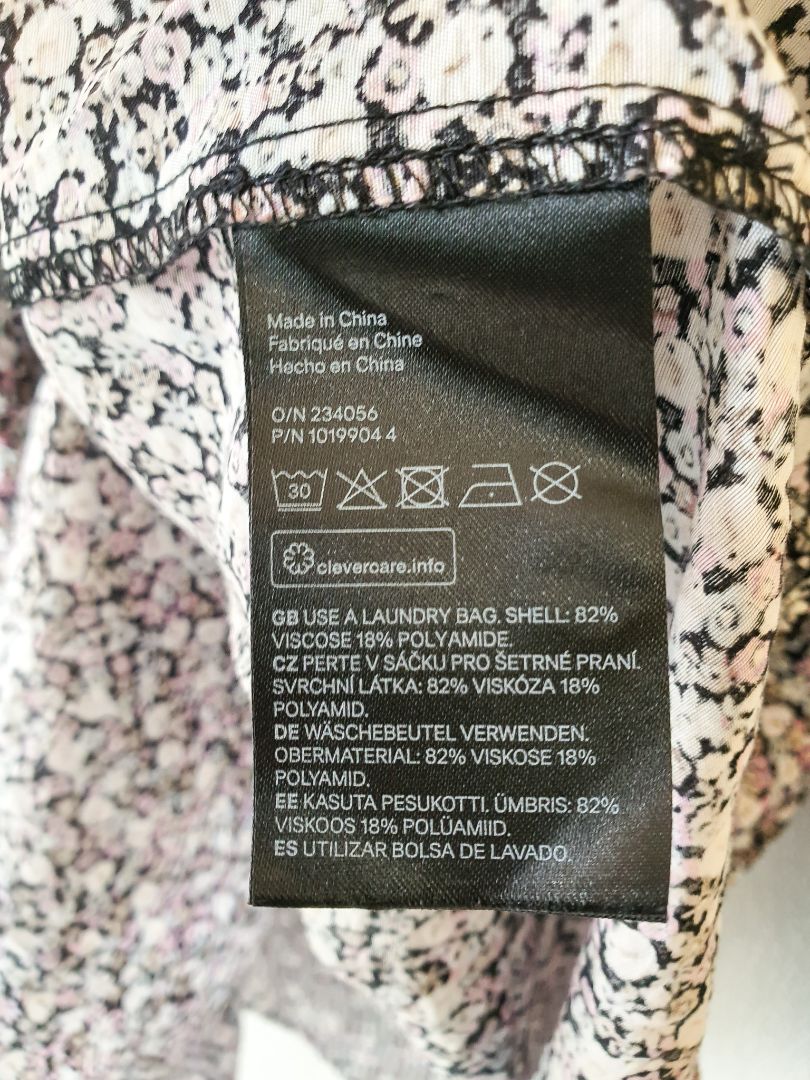 Made in China
Fabriqué en Chine
Hecho en China
O/N 234056
P/N 1019904 4
30
clevercare.info
GB USE A LAUNDRY BAG. SHELL: 82%
VISCOSE 18% POLYAMIDE.
CZ PERTE V SÁČKU PRO ŠETRNÉ PRANÍ.
SVRCHNÍ LÁTKA: 82% VISKÓZA 18%
POLYAMID.
DE WÄSCHEBEUTEL VERWENDEN.
OBERMATERIAL: 82% VISKOSE 18%
POLYAMID.
EE KASUTA PESUKOTTI. ÜMBRIS: 82%
VISKOOS 18% POLÜAMIID.
ES UTILIZAR BOLSA DE LAVADO.